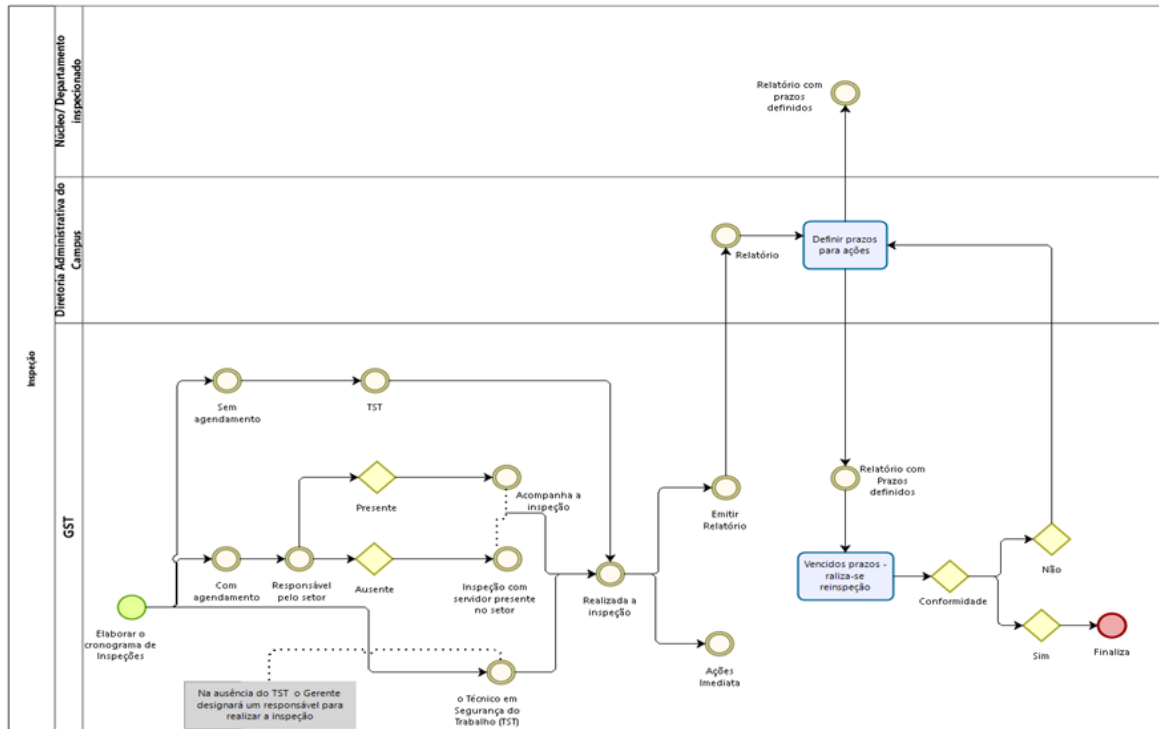 Inspeção
Núcleo/ Departamento
inspecionado
Diretoria Administrativa do
Campus
GST
Relatório com
prazos
definidos
Relatório
Definir prazos
para ações
Sem
agendamento
TST
Presente
Acompanha a
inspeção
Com
agendamento
Responsável
pelo setor
Ausente
Inspeção com
servidor presente
no setor
Realizada a
inspeção
Emitir
Relatório
Relatório com
Prazos
definidos
Vencidos prazos -
raliza-se
reinspeção
Conformidade
Não
Sim
Finaliza
Elaborar o
cronograma de
Inspeções
Ações
Imediata
Na ausência do TST o Gerente
designará um responsável para
realizar a inspeção
o Técnico em
Segurança do
Trabalho (TST)